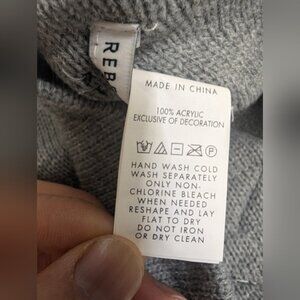 REB
MADE IN CHINA
100% ACRYLIC
EXCLUSIVE OF DECORATION
HAND WASH COLD
WASH SEPARATELY
ONLY NON-
CHLORINE BLEACH
WHEN NEEDED
RESHAPE AND LAY
FLAT TO DRY
DO NOT IRON
OR DRY CLEAN